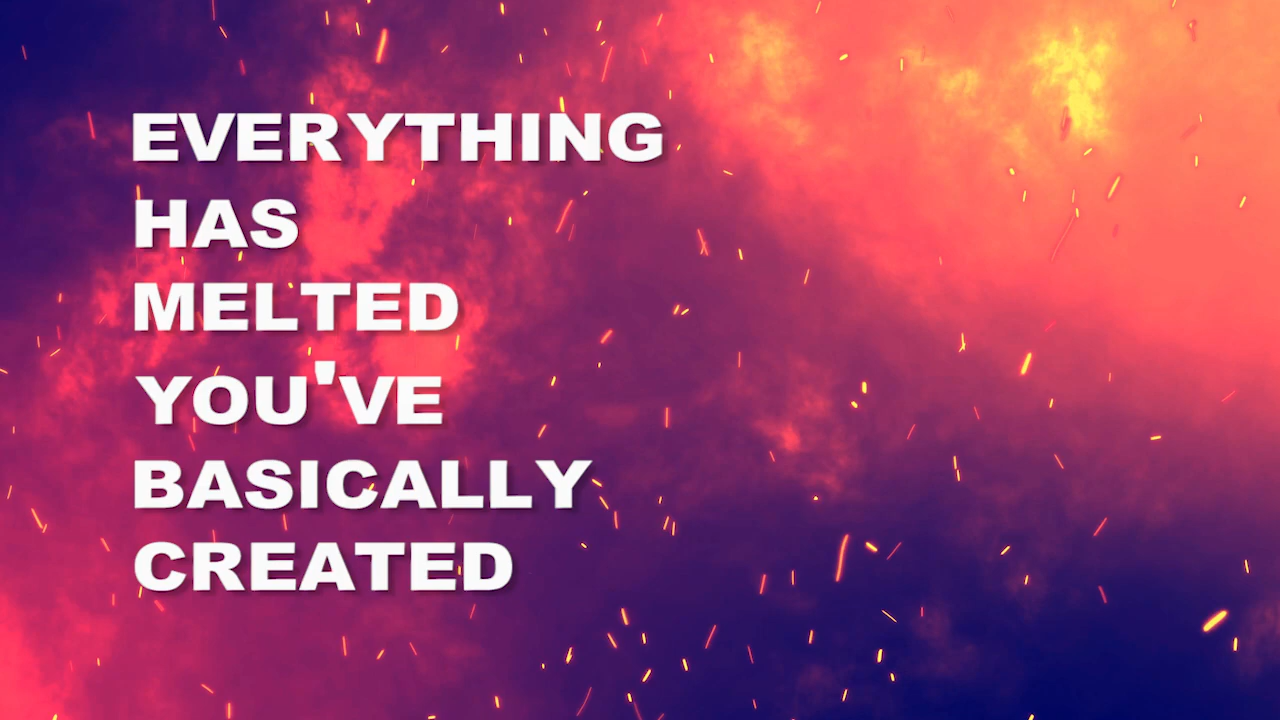 EVERYTHING
HAS
MELTED
YOU'VE
BASICALLY
CREATED